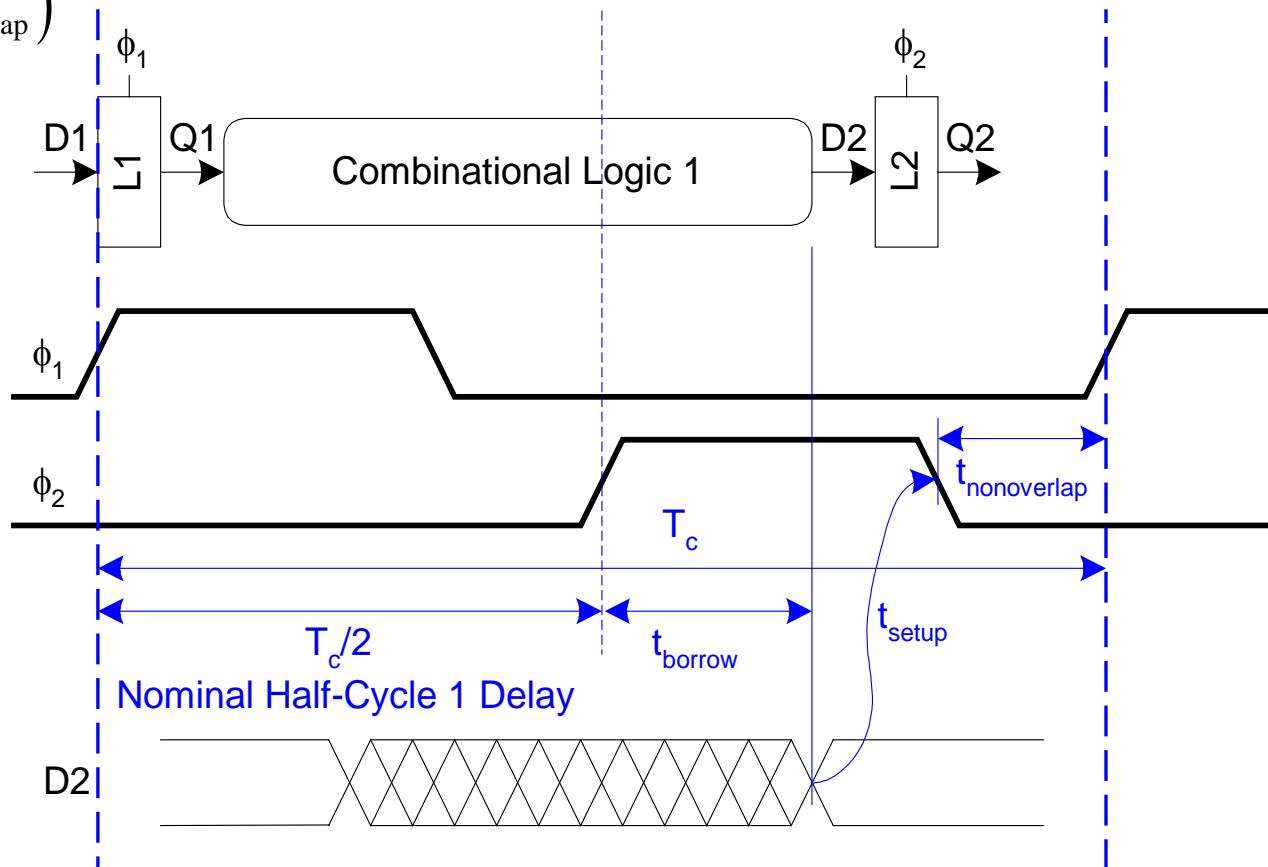 ap )
ϕ1 ϕ2
D1 L1 Q1 Combinational Logic 1 D2 L2 Q2
ϕ1
ϕ2
tnonoverlap
Tc
Tc/2
tborrow
tsetup
Nominal Half-Cycle 1 Delay
D2